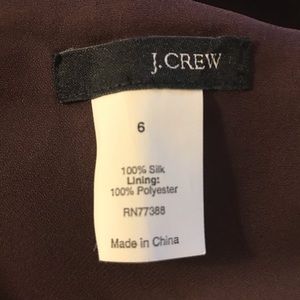 J.CREW
6
100% Silk
Lining:
100% Polyester
RN77388
Made in China